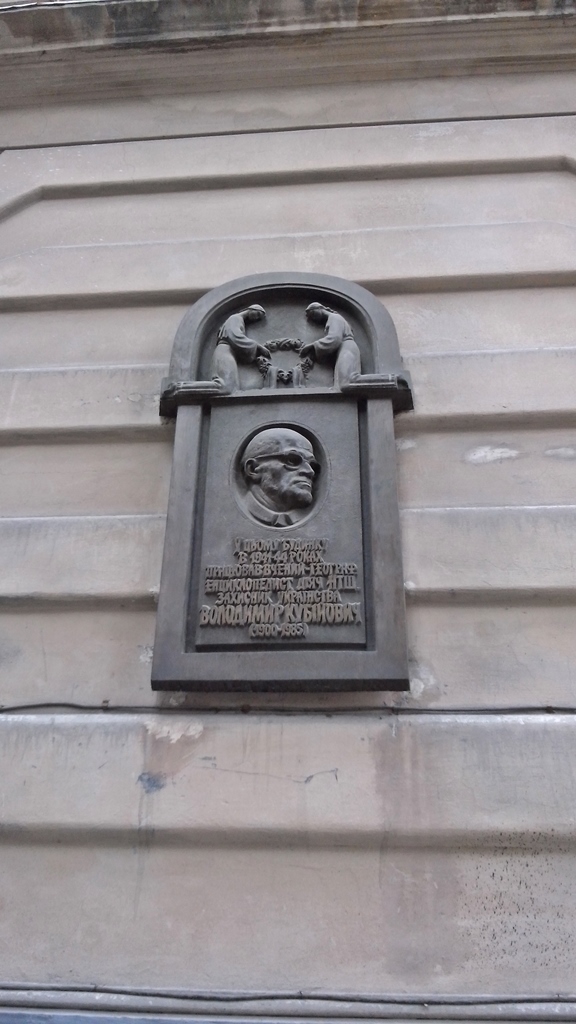 У ЦЬОМУ БУДИНКУ
В 1941-44 РОКАХ
ПРАЦЮВАВ ВЧЕНИЙ-ГЕОГРАФ
ЕНЦИКЛОПЕДИСТ ДІЯЧ НТШ
ЗАХИСНИК УКРАЇНСТВА
ВОЛОДИМИР КУБІЙОВИЧ
(1900-1985)